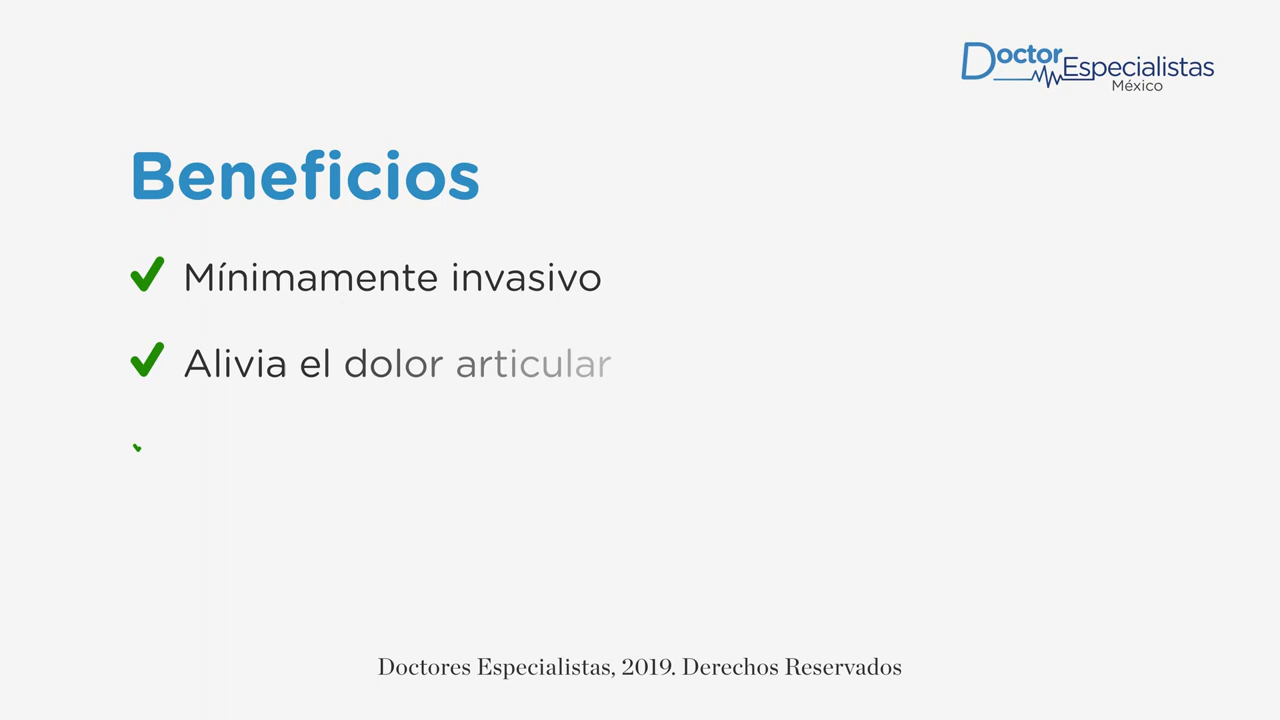 Doctor Especialistas
México
Beneficios
Mínimamente invasivo
Alivia el dolor articular
Doctores Especialistas, 2019. Derechos Reservados